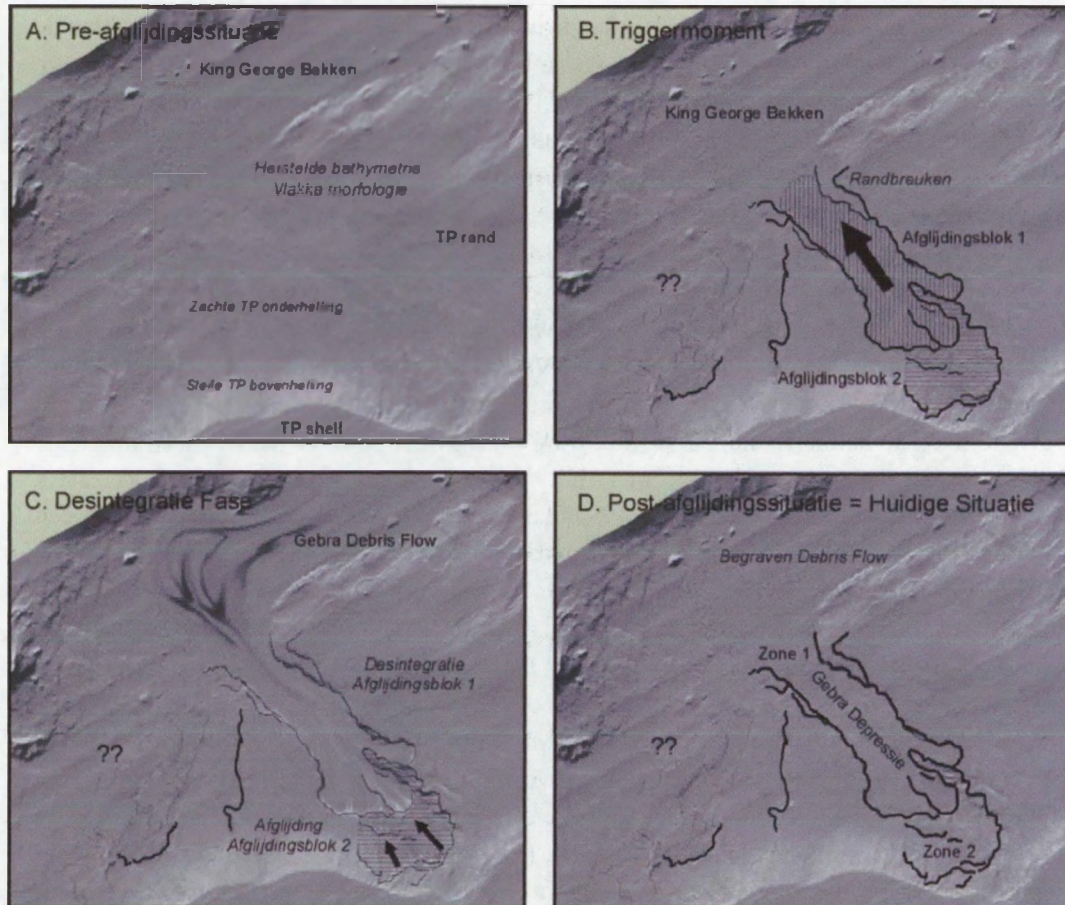 A. Pre-afglijdingssituatie
King George Bekken
Herstelde bathymetrie
Vlakke morfologie
TP rand
Zachte TP onderhelling
Steile TP bovenhelling
TP shelf
B. Triggermoment
King George Bekken
Randbreuken
Afglijdingsblok 1
??
Afglijdingsblok 2
C. Desintegratie Fase
Gebra Debris Flow
Desintegratie
Afglijdingsblok 1
??
Afglijding
Afglijdingsblok 2
D. Post-afglijdingssituatie = Huidige Situatie
Begraven Debris Flow
Zone 1
Gebra Depressie
??
Zone 2